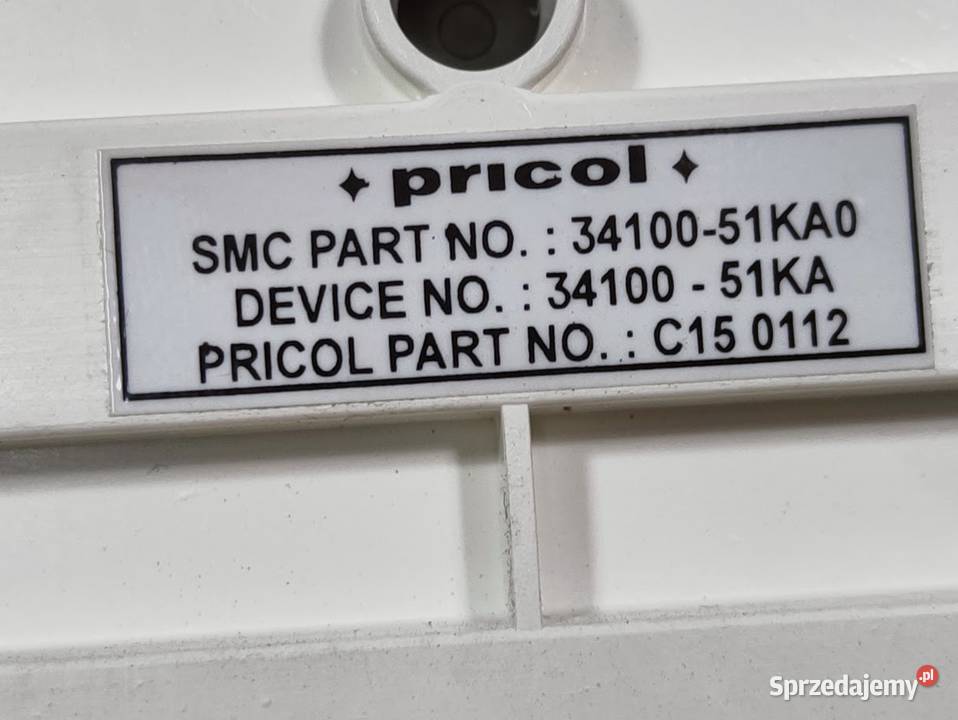 pricol
SMC PART NO. : 34100-51KA0
DEVICE NO. : 34100 - 51KA
PRICOL PART NO. : C15 0112
Sprzedajemy.pl